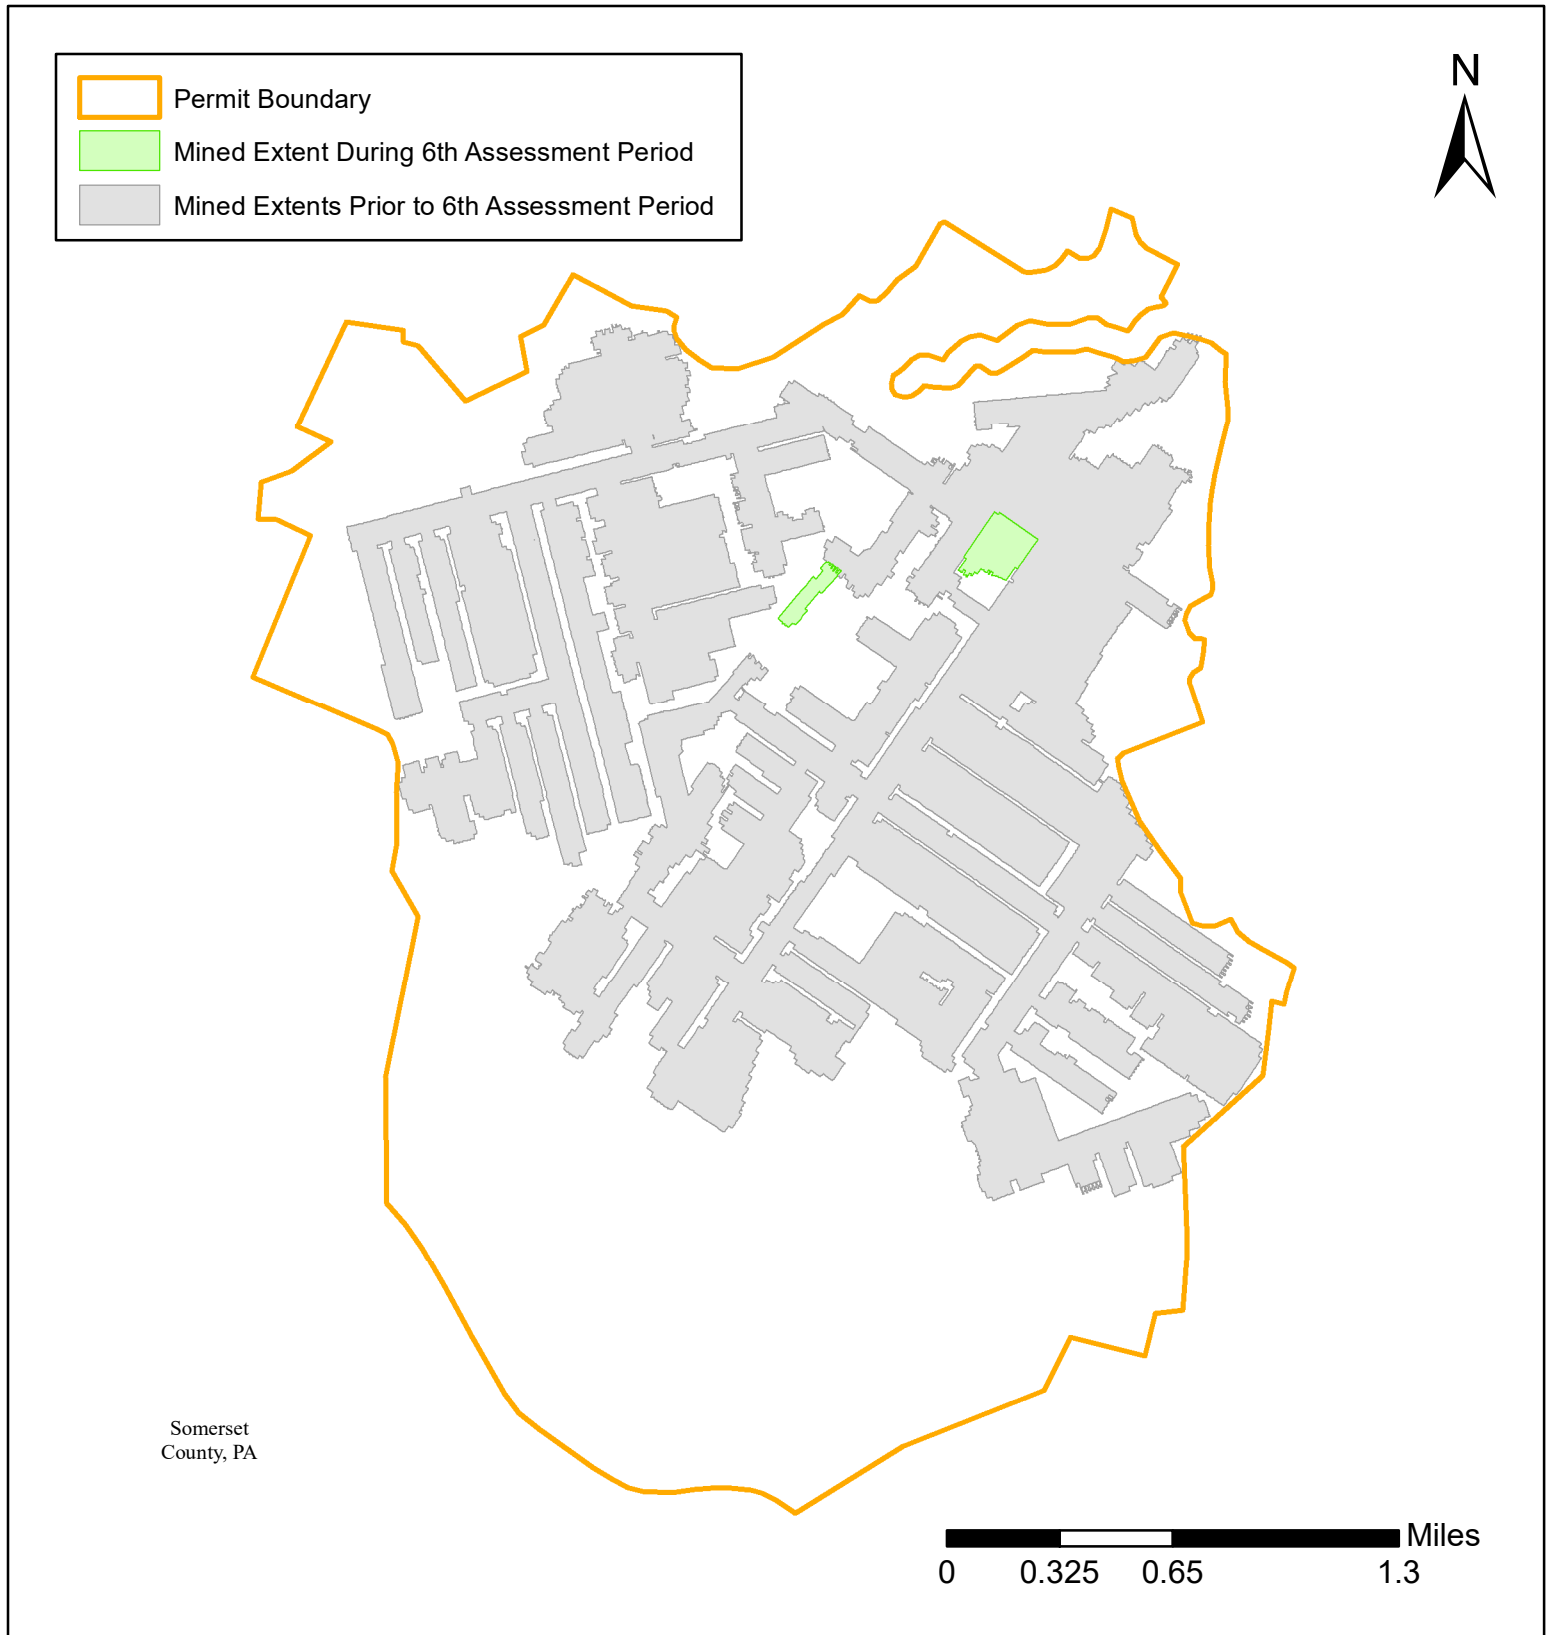 Permit Boundary
Mined Extent During 6th Assessment Period
Mined Extents Prior to 6th Assessment Period
N
Somerset
County, PA
Miles
0 0.325 0.65 1.3